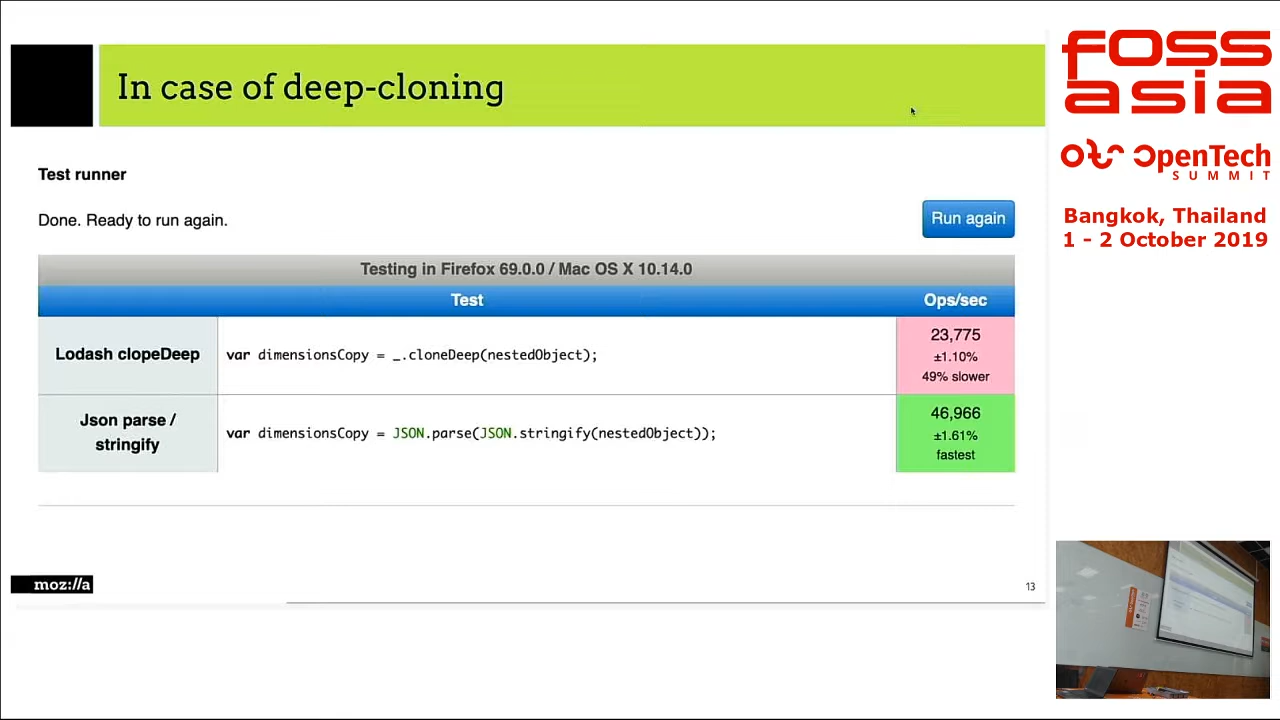 In case of deep-cloning
Test runner
Done. Ready to run again.
Run again
Testing in Firefox 69.0.0 / Mac OS X 10.14.0
Test
Ops/sec
Lodash clopeDeep
var dimensionsCopy = _.cloneDeep(nestedObject);
23,775
±1.10%
49% slower
Json parse /
stringify
var dimensionsCopy = JSON.parse(JSON.stringify(nestedObject));
46,966
±1.61%
fastest
moz://a
13
FOSS
asia
OpenTech
SUMMIT
Bangkok, Thailand
1 - 2 October 2019